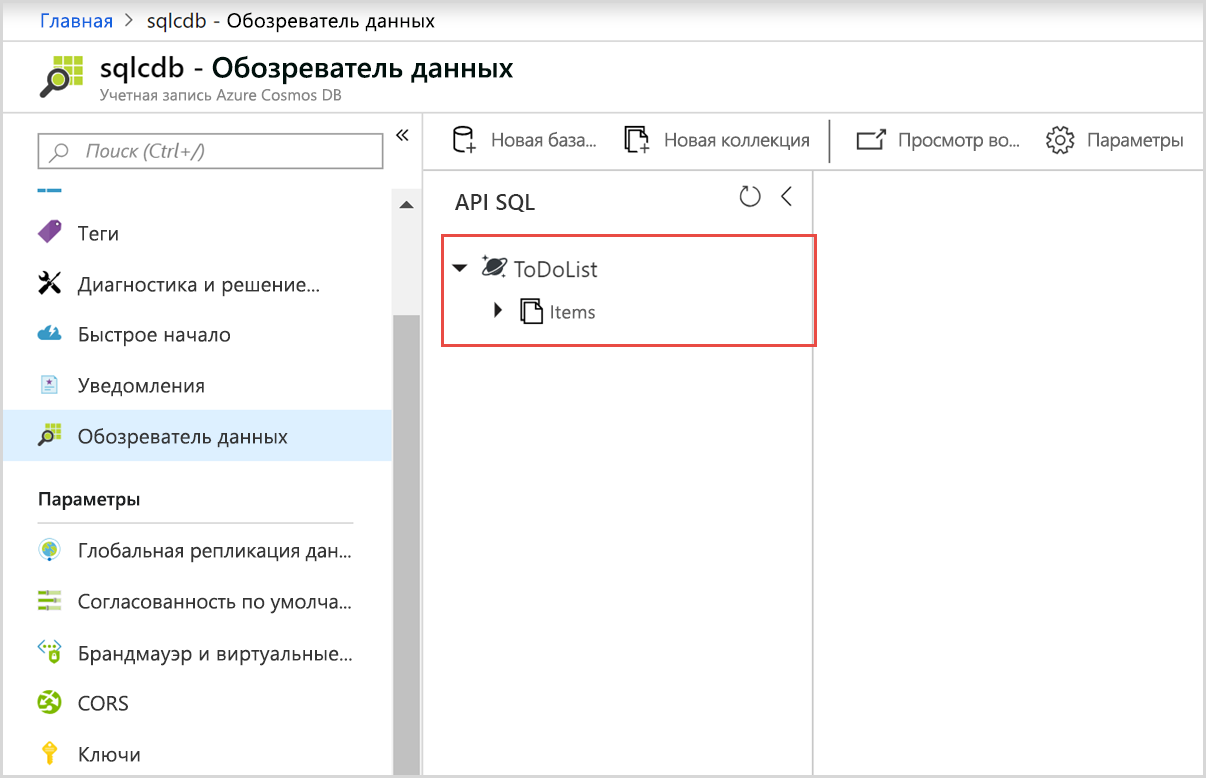 Главная > sqlcdb - Обозреватель данных
sqlcdb - Обозреватель данных
Учетная запись Azure Cosmos DB
Поиск (Ctrl+/)
Теги
Диагностика и решение...
Быстрое начало
Уведомления
Обозреватель данных
Параметры
Глобальная репликация дан...
Согласованность по умолча...
Брандмауэр и виртуальные...
CORS
Ключи
Новая база... Новая коллекция Просмотр во... Параметры
API SQL
ToDoList
Items